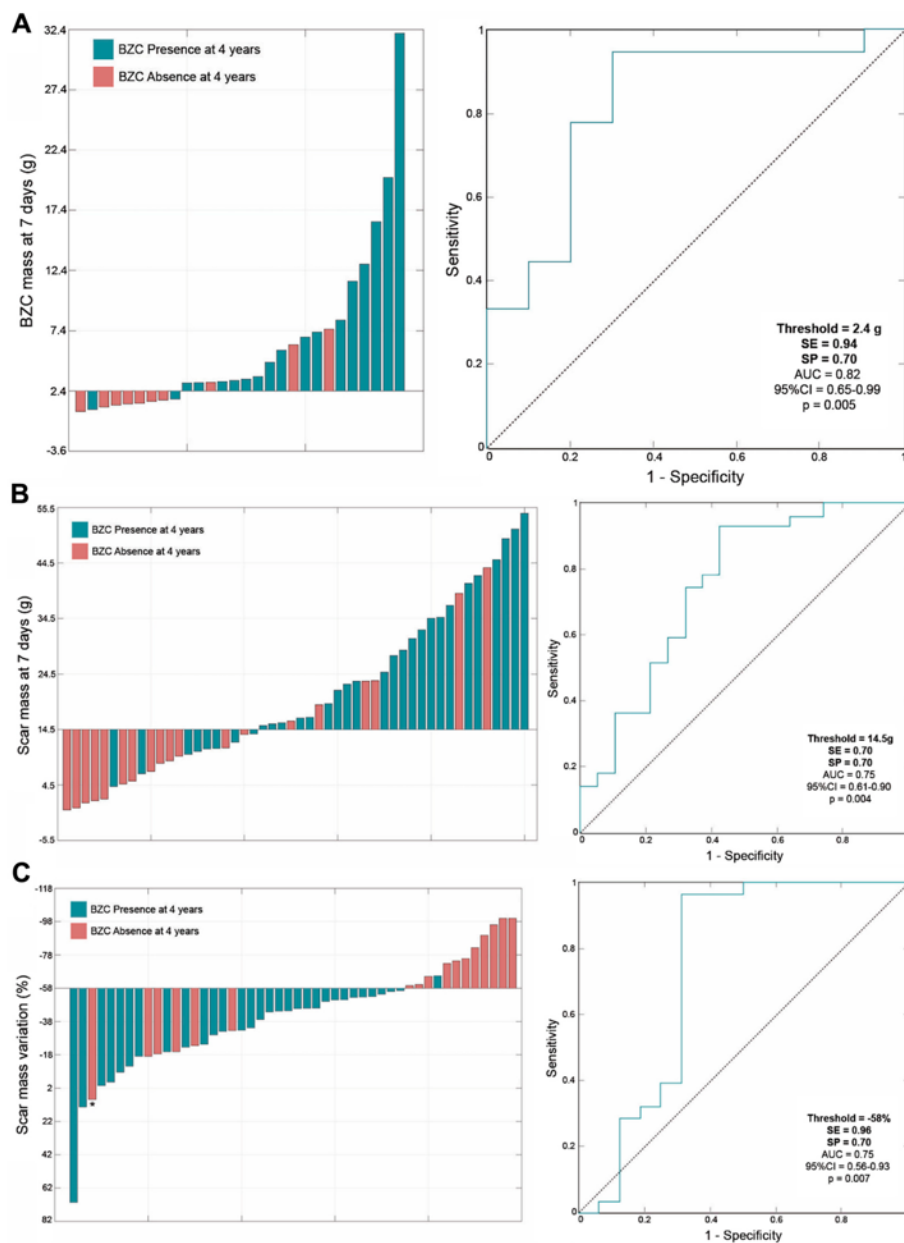 A
32.4
27.4
22.4
17.4
12.4
7.4
2.4
-3.6
BZC mass at 7 days (g)
BZC Presence at 4 years
BZC Absence at 4 years
1
0.8
0.6
0.4
0.2
0
Sensitivity
0.2
0.4
0.6
0.8
1
1 - Specificity
Threshold = 2.4 g
SE = 0.94
SP = 0.70
AUC = 0.82
95%CI = 0.65-0.99
p = 0.005
B
55.5
44.5
34.5
24.5
14.5
4.5
-5.5
Scar mass at 7 days (g)
BZC Presence at 4 years
BZC Absence at 4 years
1
0.8
0.6
0.4
0.2
0
Sensitivity
0
0.2
0.4
0.6
0.8
1 - Specificity
Threshold = 14.5g
SE = 0.70
SP = 0.70
AUC = 0.75
95%CI = 0.61-0.90
p = 0.004
C
-118
-98
-78
-58
-38
-18
2
22
42
62
82
Scar mass variation (%)
BZC Presence at 4 years
BZC Absence at 4 years
*
1
0.8
0.6
0.4
0.2
0
Sensitivity
0
0.2
0.4
0.6
0.8
1
1 - Specificity
Threshold = -58%
SE = 0.96
SP = 0.70
AUC = 0.75
95%CI = 0.56-0.93
p = 0.007